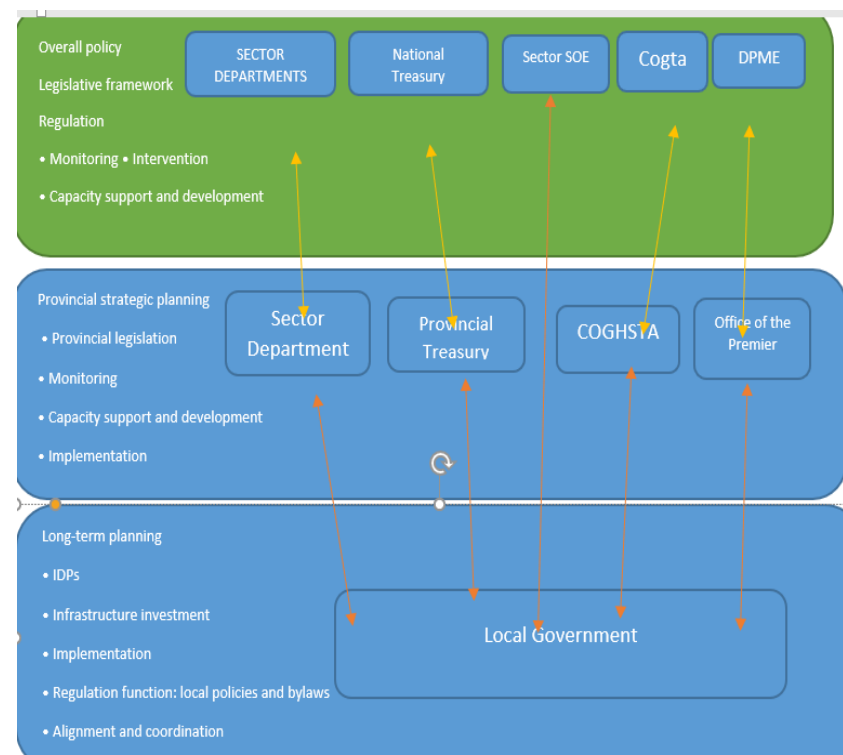 Overall policy
SECTOR
DEPARTMENTS
National
Treasury
Sector SOE
Cogta
DPME
Legislative framework
Regulation
• Monitoring • Intervention
• Capacity support and development
Provincial strategic planning
• Provincial legislation
• Monitoring
• Capacity support and development
• Implementation
Sector
Department
Provincial
Treasury
COGHSTA
Office of the
Premier
Long-term planning
• IDPs
• Infrastructure investment
• Implementation
• Regulation function: local policies and bylaws
• Alignment and coordination
Local Government